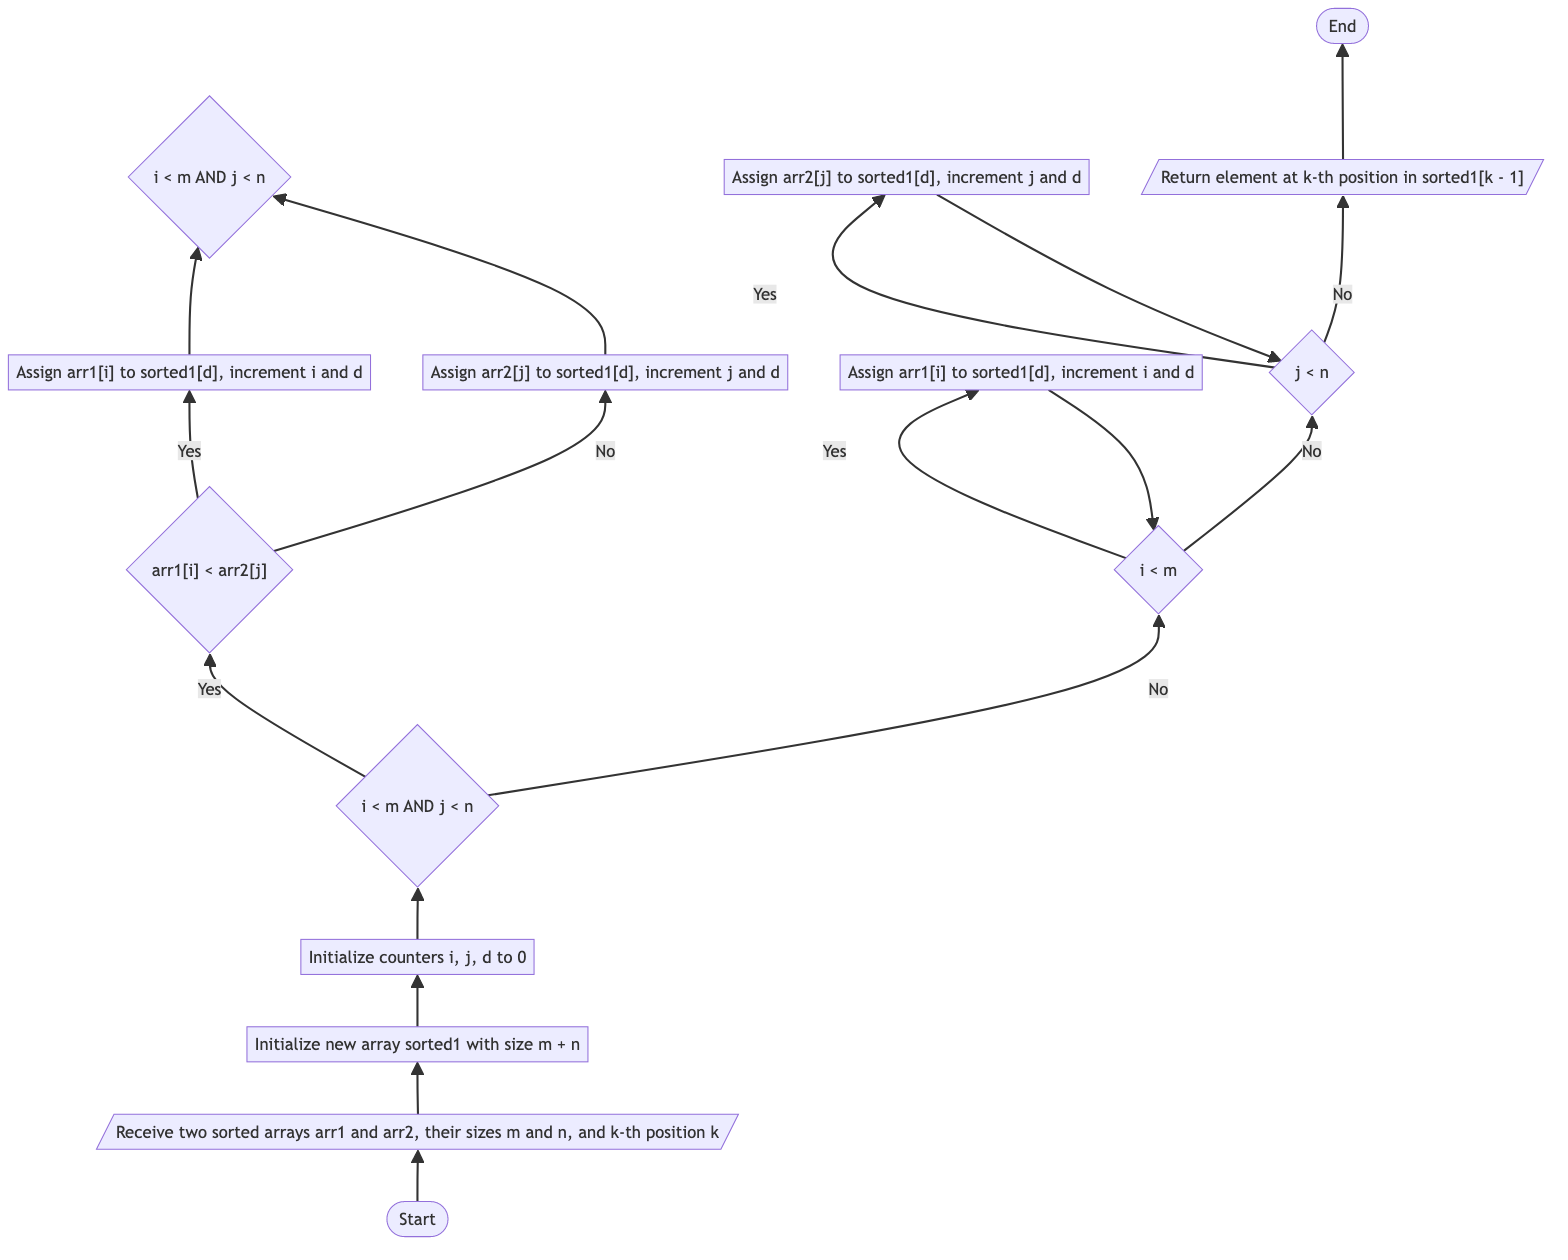 End
i < m AND j < n
Assign arr2[j] to sorted1[d], increment j and d
Return element at k-th position in sorted1[k - 1]
Yes
No
Assign arr1[i] to sorted1[d], increment i and d
Assign arr2[j] to sorted1[d], increment j and d
Assign arr1[i] to sorted1[d], increment i and d
j < n
Yes
No
Yes
No
arr1[i] < arr2[j]
i < m
Yes
No
i < m AND j < n
Initialize counters i, j, d to 0
Initialize new array sorted1 with size m + n
Receive two sorted arrays arr1 and arr2, their sizes m and n, and k-th position k
Start